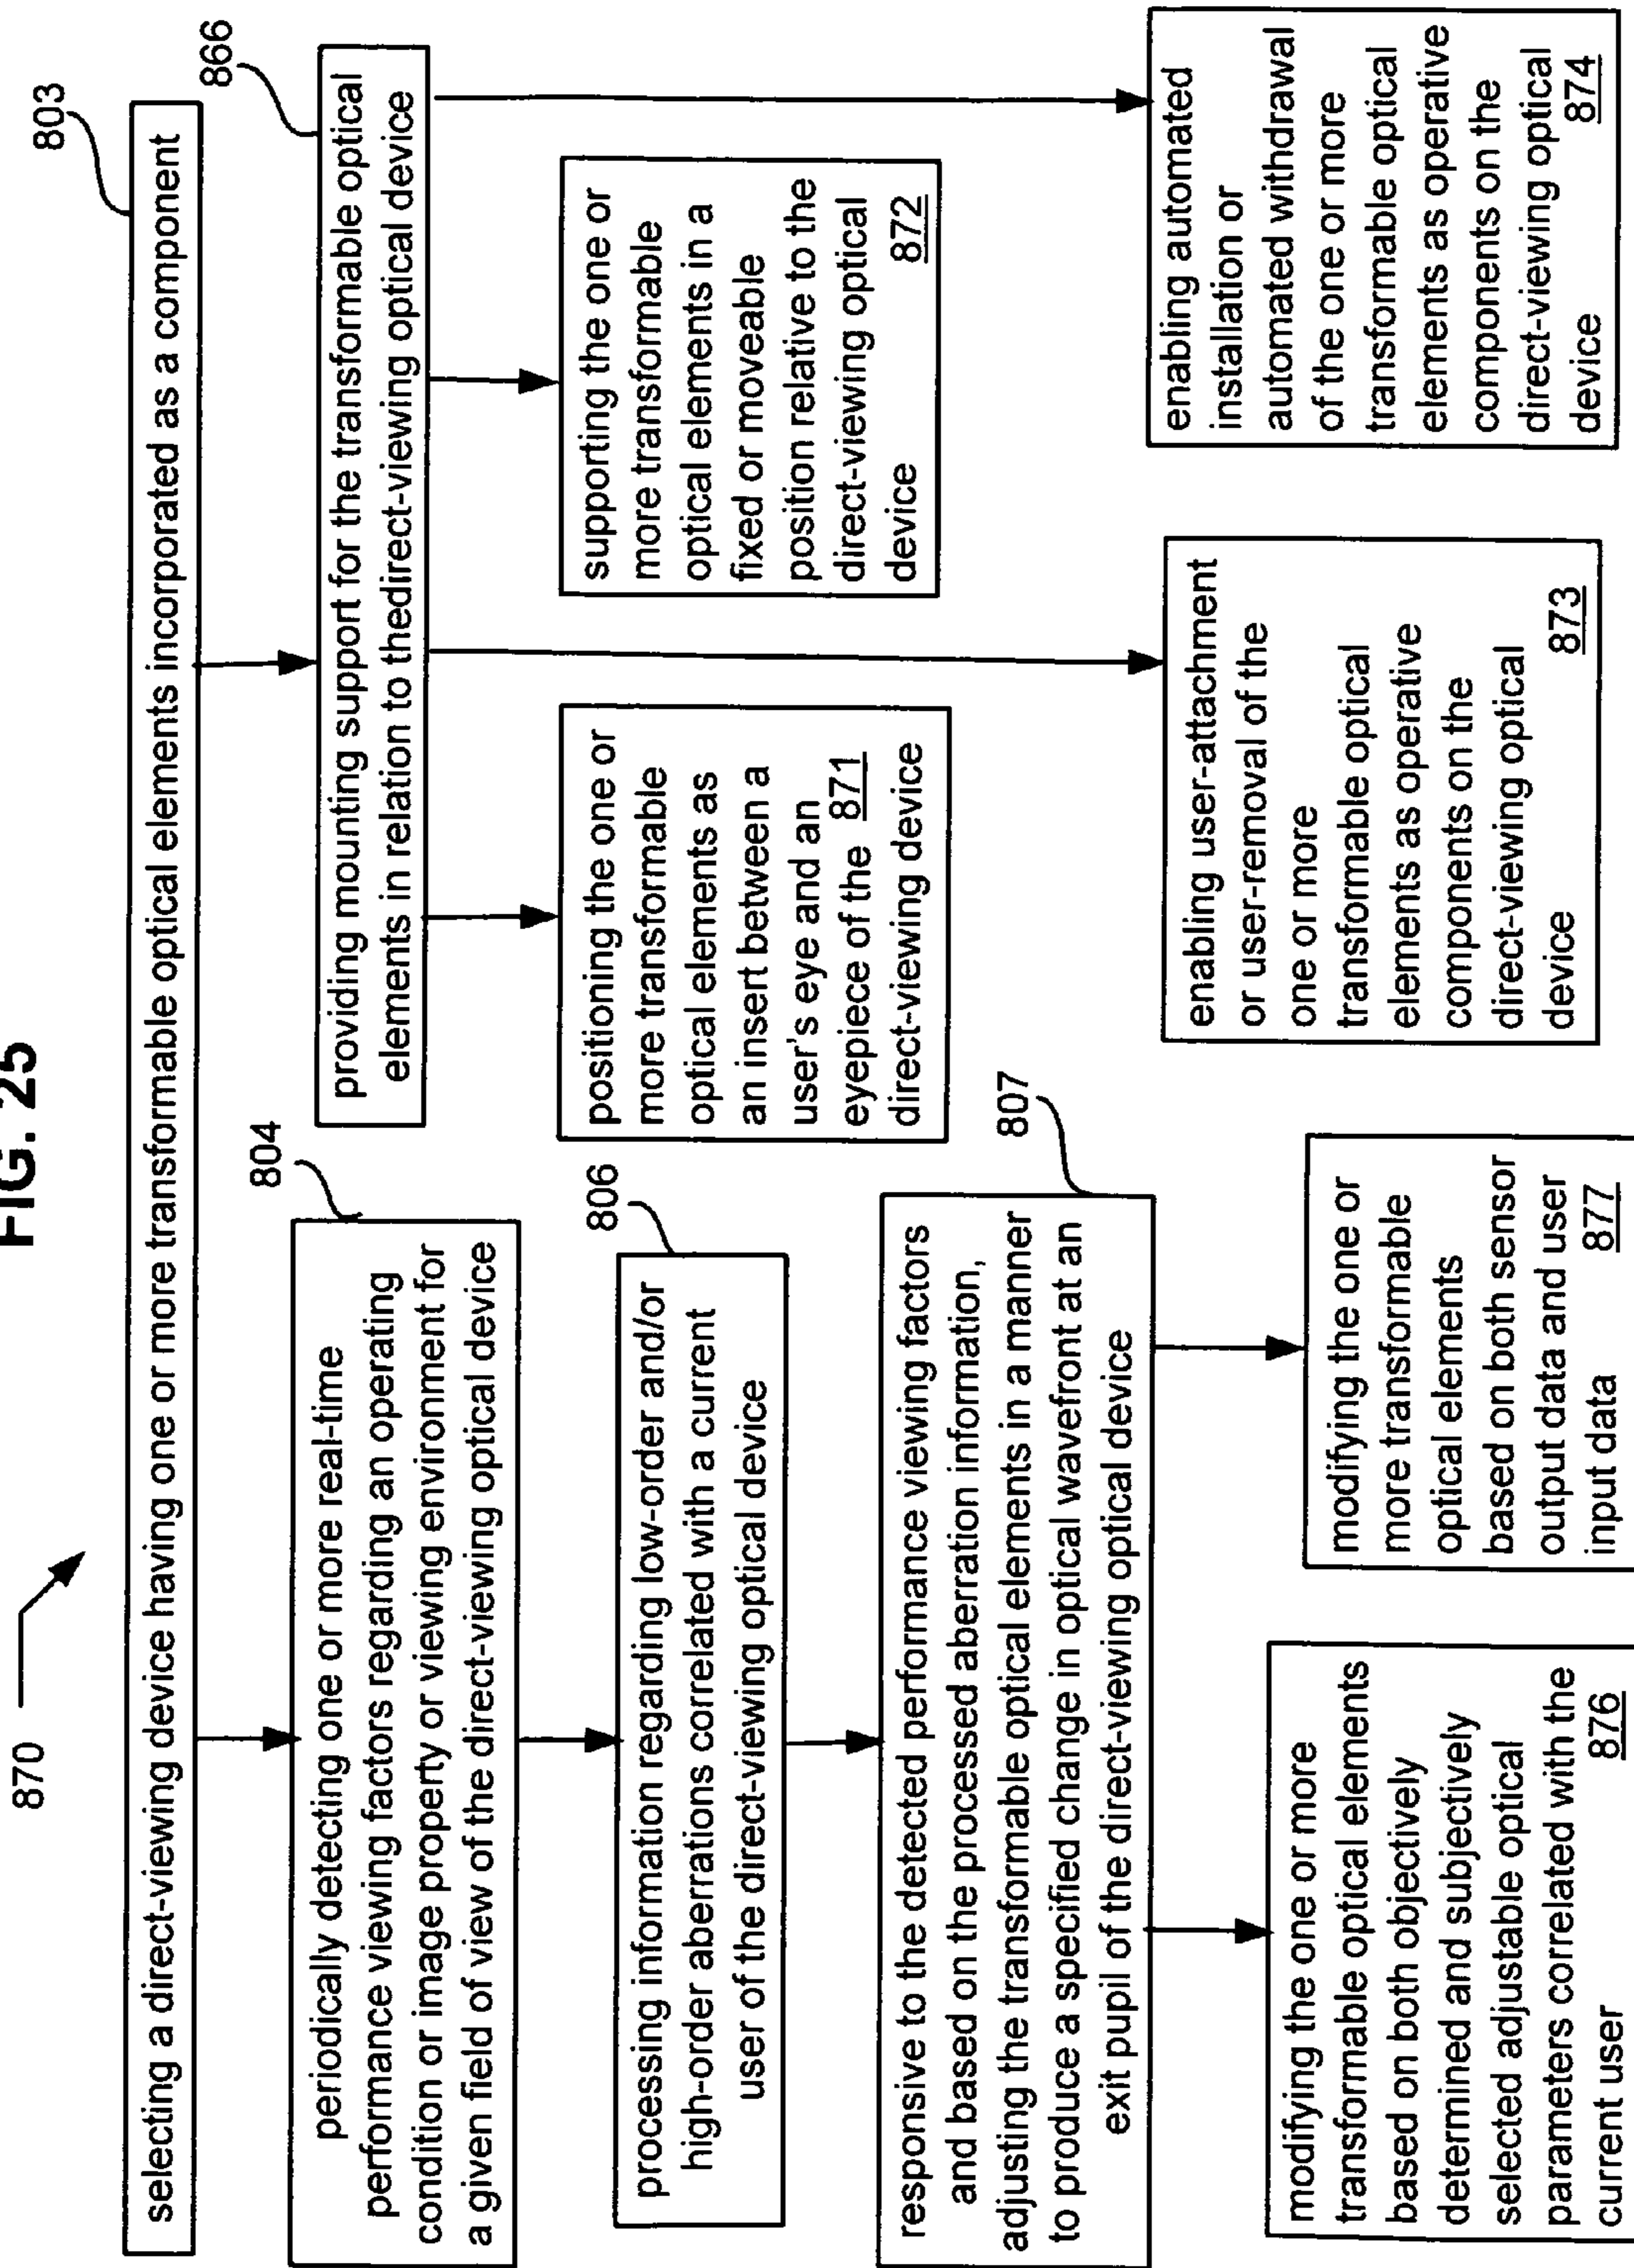 FIG. 25
870
803
selecting a direct-viewing device having one or more transformable optical elements incorporated as a component
804
periodically detecting one or more real-time
performance viewing factors regarding an operating
condition or image property or viewing environment for
a given field of view of the direct-viewing optical device
806
processing information regarding low-order and/or
high-order aberrations correlated with a current
user of the direct-viewing optical device
807
responsive to the detected performance viewing factors
and based on the processed aberration information,
adjusting the transformable optical elements in a manner
to produce a specified change in optical wavefront at an
exit pupil of the direct-viewing optical device
modifying the one or more
transformable optical elements
based on both objectively
determined and subjectively
selected adjustable optical
parameters correlated with the
current user
876
modifying the one or
more transformable
optical elements
based on both sensor
output data and user
input data
877
866
providing mounting support for the transformable optical
elements in relation to thedirect-viewing optical device
positioning the one or
more transformable
optical elements as
an insert between a
user's eye and an
eyepiece of the 871
direct-viewing device
supporting the one or
more transformable
optical elements in a
fixed or moveable
position relative to the
direct-viewing optical
device
872
enabling user-attachment
or user-removal of the
one or more
transformable optical
elements as operative
components on the
direct-viewing optical
device
873
enabling automated
installation or
automated withdrawal
of the one or more
transformable optical
elements as operative
components on the
direct-viewing optical
device
874